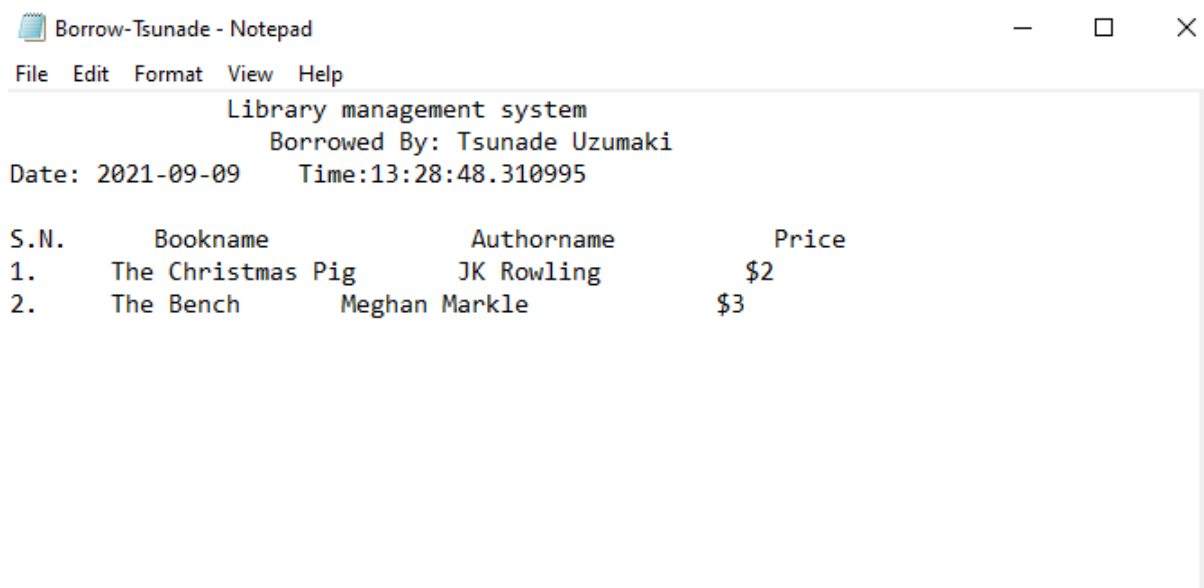 Borrow-Tsunade - Notepad
File Edit Format View Help
Library management system
Borrowed By: Tsunade Uzumaki
Date: 2021-09-09 Time:13:28:48.310995
S.N. Bookname Authorname Price
1. The Christmas Pig JK Rowling $2
2. The Bench Meghan Markle $3